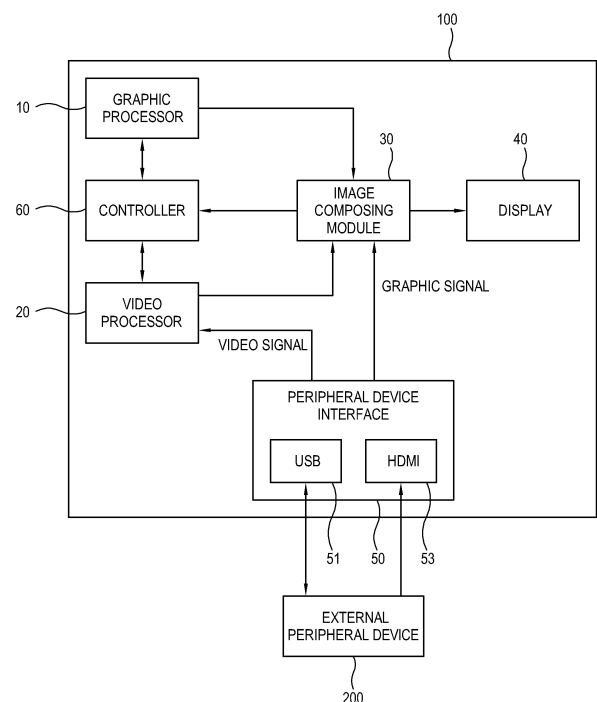 100
10
GRAPHIC
PROCESSOR
30
40
60
CONTROLLER
IMAGE
COMPOSING
MODULE
DISPLAY
20
VIDEO
PROCESSOR
GRAPHIC SIGNAL
VIDEO SIGNAL
PERIPHERAL DEVICE
INTERFACE
USB
HDMI
51
50
53
EXTERNAL
PERIPHERAL DEVICE
200